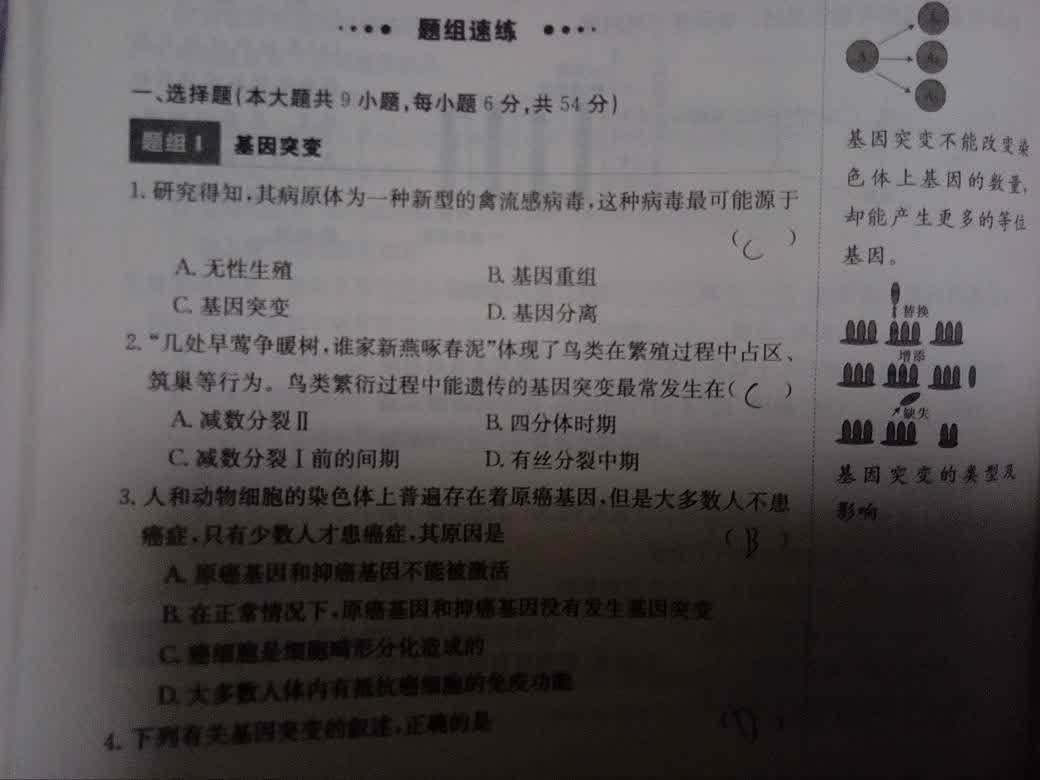 题组速练
一、选择题(本大题共9小题,每小题6分,共54分)
题组1 基因突变
1. 研究得知,其病原体为一种新型的禽流感病毒,这种病毒最可能源于
( C )
A. 无性生殖 B. 基因重组
C. 基因突变 D. 基因分离
2. “几处早莺争暖树,谁家新燕啄春泥”体现了鸟类在繁殖过程中占区、
筑巢等行为。鸟类繁衍过程中能遗传的基因突变最常发生在( C )
A. 减数分裂Ⅱ B. 四分体时期
C. 减数分裂Ⅰ前的间期 D. 有丝分裂中期
3. 人和动物细胞的染色体上普遍存在着原癌基因,但是大多数人不患
癌症,只有少数人才患癌症,其原因是 ( B )
A. 原癌基因和抑癌基因不能被激活
B. 在正常情况下,原癌基因和抑癌基因没有发生基因突变
C. 癌细胞是细胞畸形分化造成的
D. 大多数人体内有抵抗癌细胞的免疫功能
4. 下列有关基因突变的叙述,正确的是 ( D )
基因突变不能改变染
色体上基因的数量,
却能产生更多的等位
基因。
替换
增添
缺失
基因突变的类型及
影响